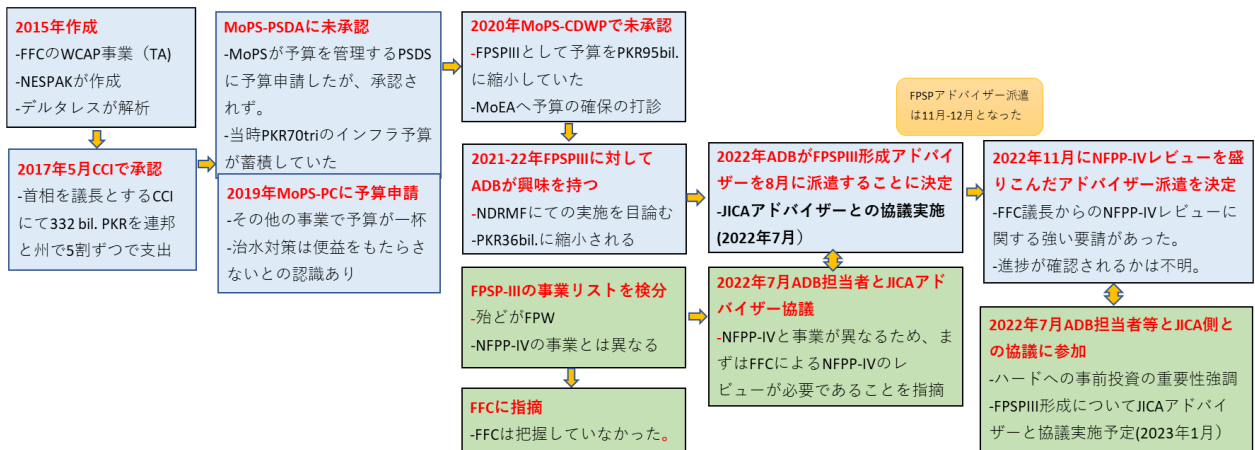 2015年作成
-FFCのWCAP事業（TA)
-NESPAKが作成
-デルタレスが解析
2017年5月CCIで承認
-首相を議長とするCCI
にて332 bil. PKRを連邦
と州で5割ずつで支出
MoPS-PSDAに未承認
-MoPSが予算を管理するPSDS
に予算申請したが、承認さ
れず。
-当時PKR70triのインフラ予算
が蓄積していた
2019年MoPS-PCに予算申請
-その他の事業で予算が一杯
-治水対策は便益をもたらさ
ないとの認識あり
2020年MoPS-CDWPで未承認
-FPSPIIIとして予算をPKR95bil.
に縮小していた
-MoEAへ予算の確保の打診
2021-22年FPSPIIIに対して
ADBが興味を持つ
-NDRMFにての実施を目論む
-PKR36bil.に縮小される
FPSP-IIIの事業リストを検分
-殆どがFPW
-NFPP-IVの事業とは異なる
FFCに指摘
-FFCは把握していなかった。
2022年ADBがFPSPIII形成アドバイ
ザーを8月に派遣することに決定
-JICAアドバイザーとの協議実施
(2022年7月）
2022年7月ADB担当者とJICAアド
バイザー協議
-NFPP-IVと事業が異なるため、ま
ずはFFCによるNFPP-IVのレ
ビューが必要であることを指摘
FPSPアドバイザー派遣
は11月-12月となった
2022年11月にNFPP-IVレビューを盛
りこんだアドバイザー派遣を決定
-FFC議長からのNFPP-IVレビューに
関する強い要請があった。
-進捗が確認されるかは不明。
2022年7月ADB担当者等とJICA側と
の協議に参加
-ハードへの事前投資の重要性強調
-FPSPIII形成についてJICAアドバイ
ザーと協議実施予定(2023年1月）